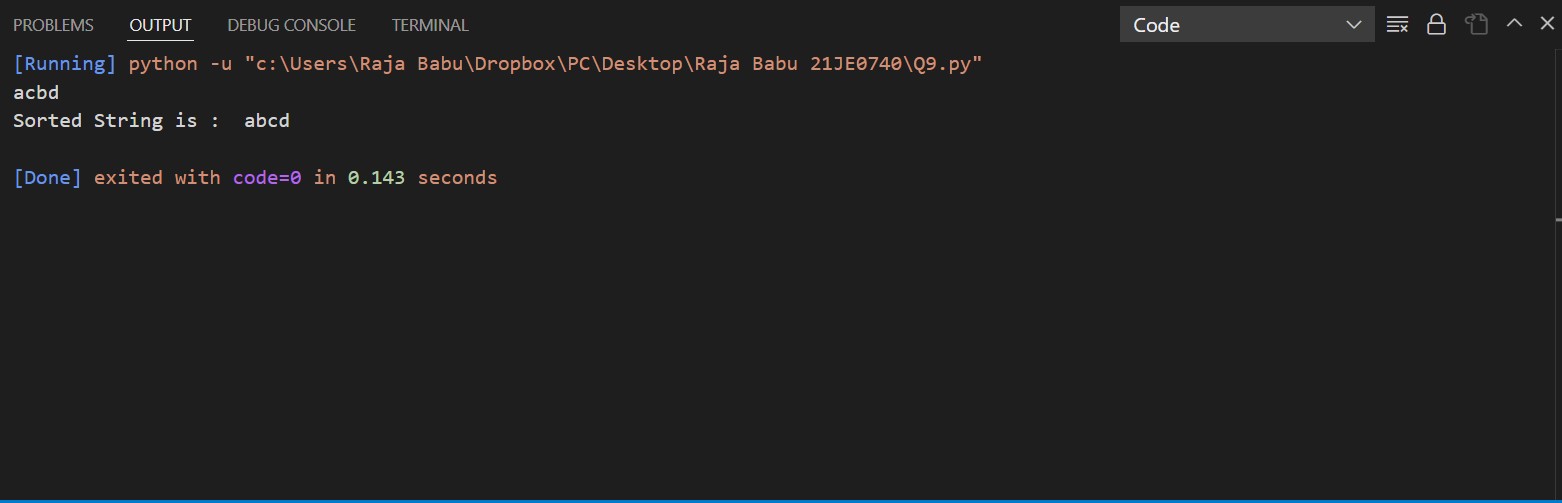 PROBLEMS OUTPUT DEBUG CONSOLE TERMINAL Code
[Running] python -u "c:\Users\Raja Babu\Dropbox\PC\Desktop\Raja Babu 21JE0740\Q9.py"
acbd
Sorted String is :  abcd
[Done] exited with code=0 in 0.143 seconds